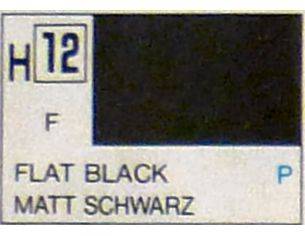 H 12
F
FLAT BLACK P
MATT SCHWARZ